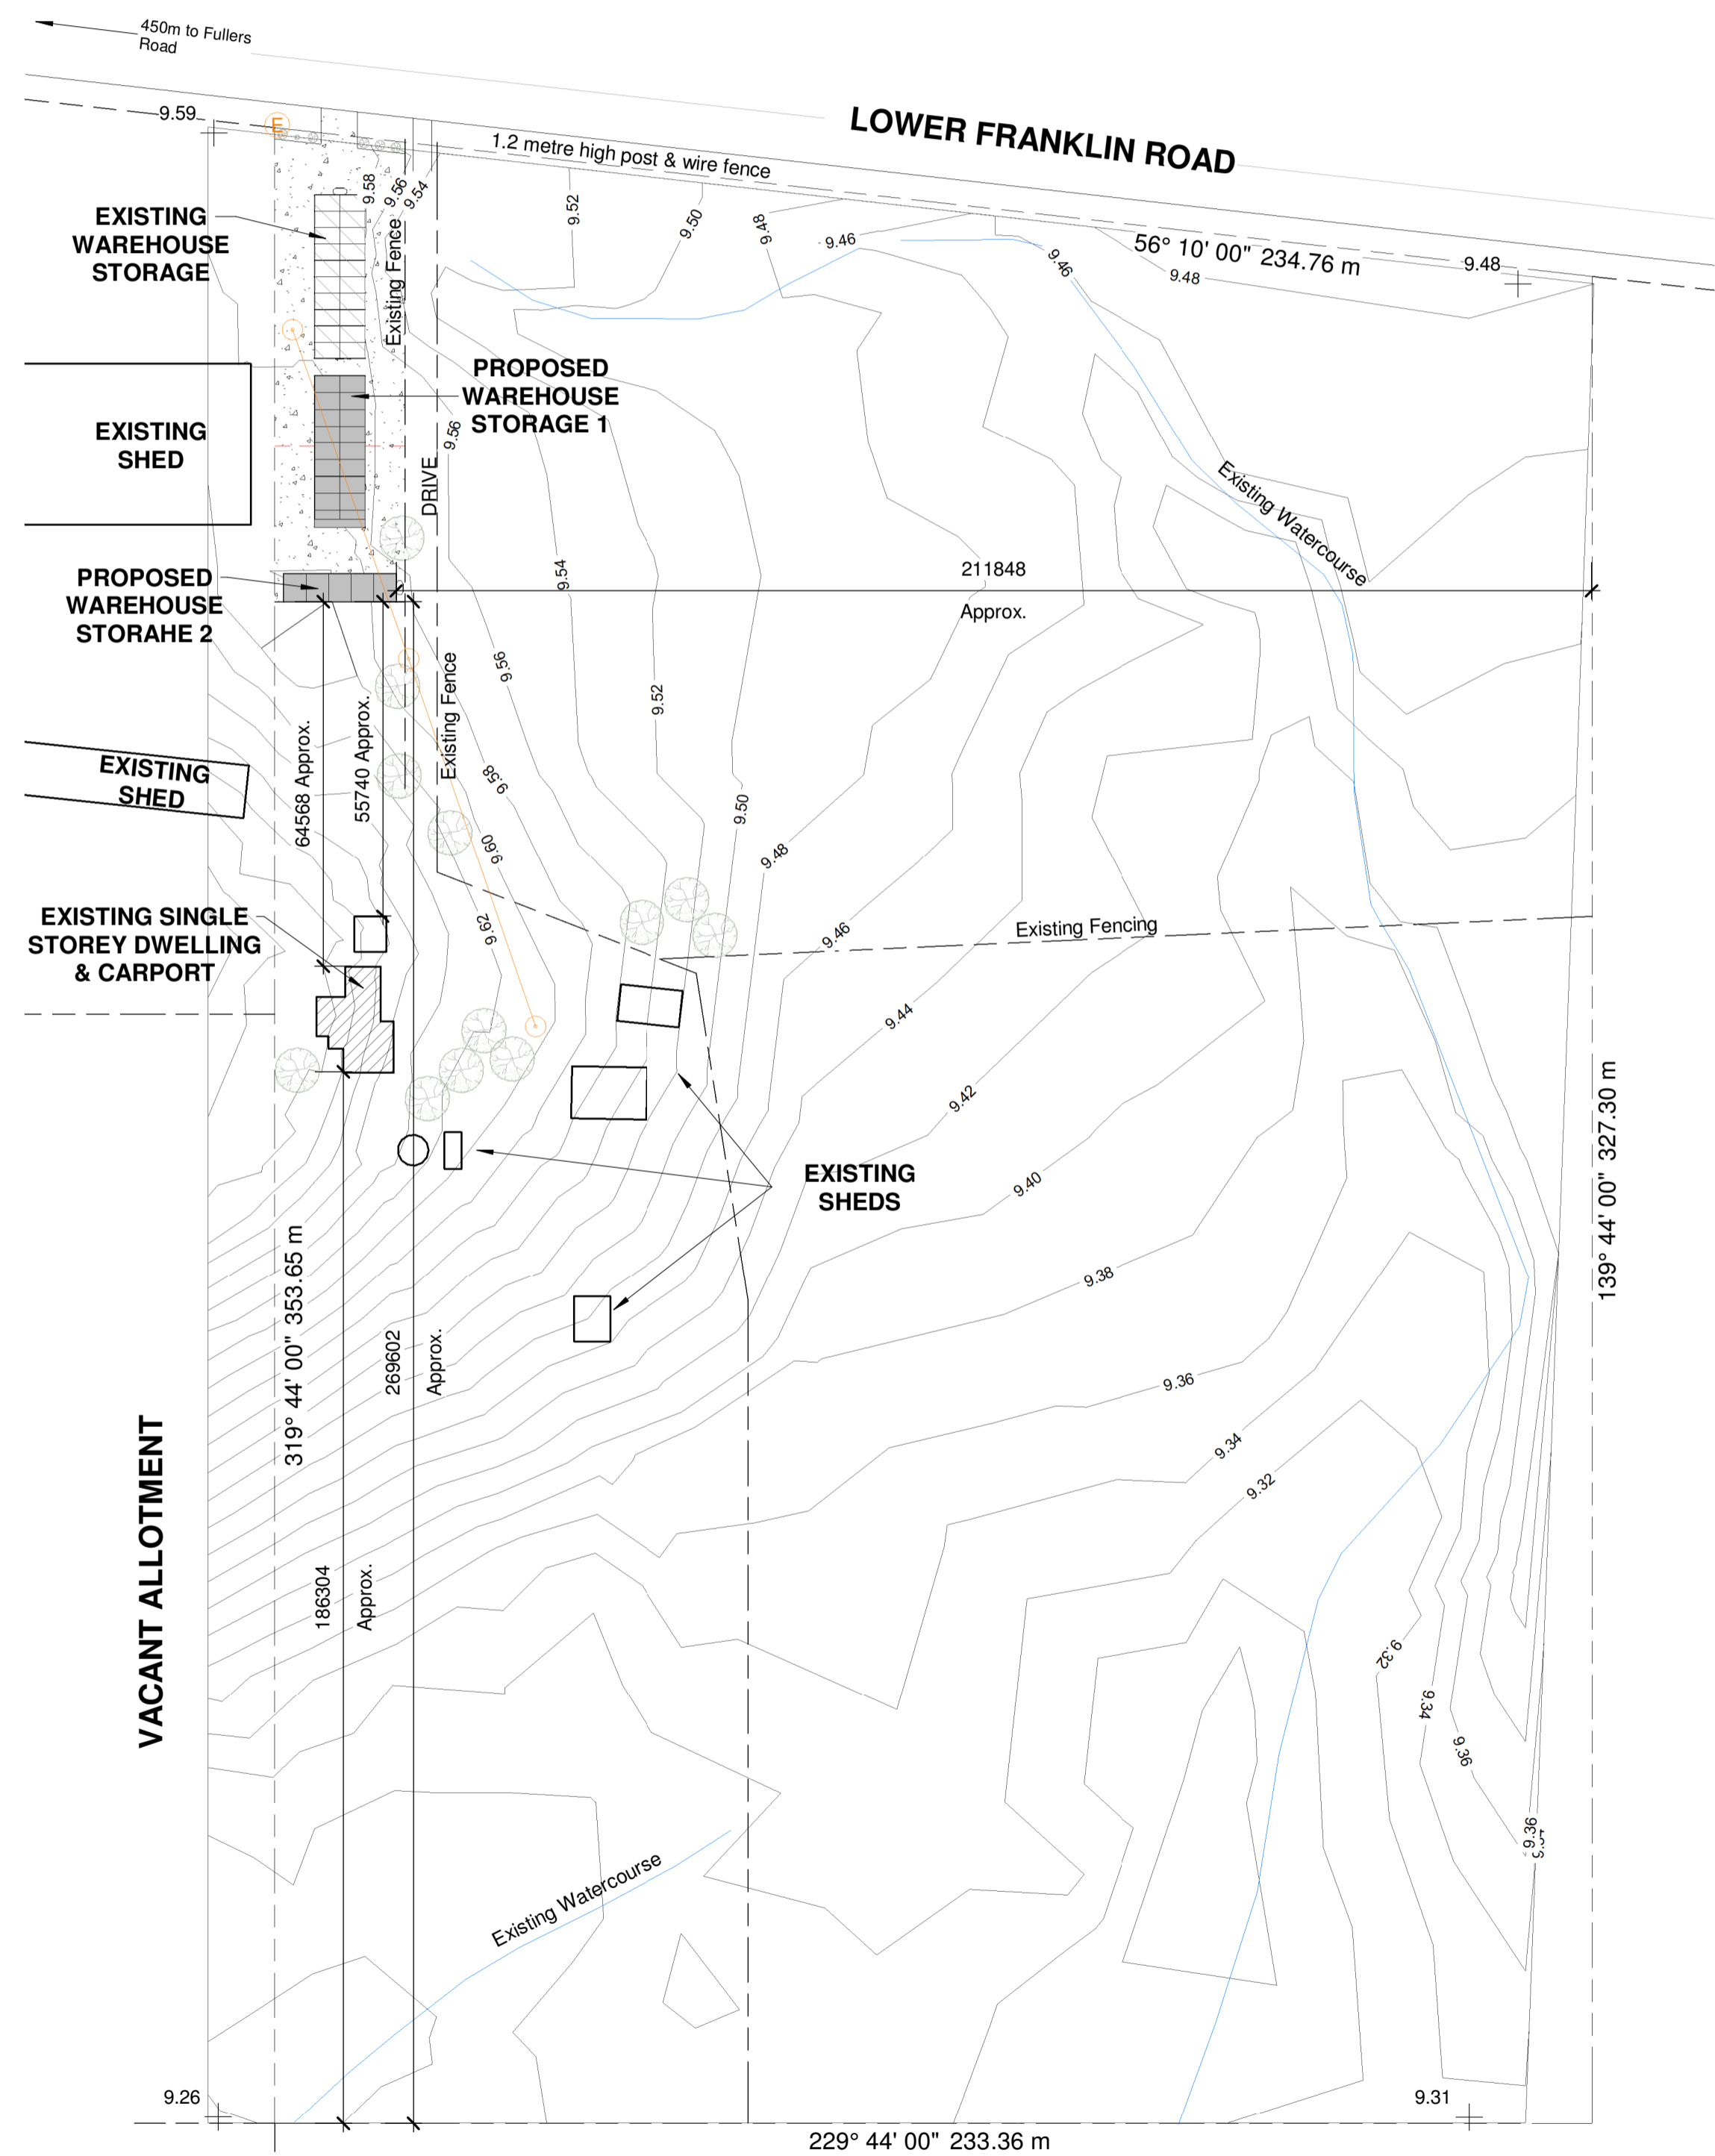 450m to Fullers
Road
LOWER FRANKLIN ROAD
9.59
E
1.2 metre high post & wire fence
56° 10' 00" 234.76 m
9.48
9.58
9.56
9.54
9.52
9.50
9.48
9.46
9.46
9.48
EXISTING
WAREHOUSE
STORAGE
Existing Fence
PROPOSED
WAREHOUSE
STORAGE 1
EXISTING
SHED
9.56
DRIVE
Existing Watercourse
PROPOSED
WAREHOUSE
STORAHE 2
9.54
211848
Approx.
9.56
9.52
Existing Fence
64568 Approx.
55740 Approx.
EXISTING
SHED
9.58
9.50
9.60
9.48
9.62
9.46
Existing Fencing
EXISTING SINGLE
STOREY DWELLING
& CARPORT
9.44
9.42
EXISTING
SHEDS
9.40
139° 44' 00" 327.30 m
9.38
319° 44' 00" 353.65 m
269602
Approx.
9.36
9.34
9.32
VACANT ALLOTMENT
186304
Approx.
9.32
9.34
9.36
9.36
Existing Watercourse
9.26
9.31
229° 44' 00" 233.36 m